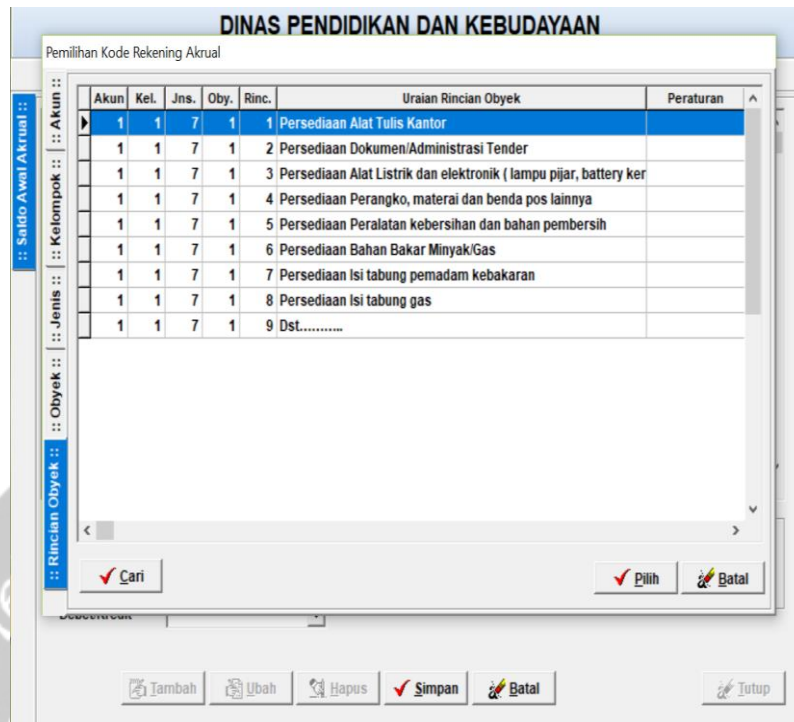 DINAS PENDIDIKAN DAN KEBUDAYAAN
Pemilihan Kode Rekening Akrual
:: Saldo Awal Akrual ::
:: Akun ::
:: Kelompok ::
:: Jenis ::
:: Obyek ::
:: Rincian Obyek ::
Akun Kel. Jns. Oby. Rinc. Uraian Rincian Obyek Peraturan
1 1 7 1 1 Persediaan Alat Tulis Kantor
1 1 7 1 2 Persediaan Dokumen/Administrasi Tender
1 1 7 1 3 Persediaan Alat Listrik dan elektronik ( lampu pijar, battery ker
1 1 7 1 4 Persediaan Perangko, materai dan benda pos lainnya
1 1 7 1 5 Persediaan Peralatan kebersihan dan bahan pembersih
1 1 7 1 6 Persediaan Bahan Bakar Minyak/Gas
1 1 7 1 7 Persediaan Isi tabung pemadam kebakaran
1 1 7 1 8 Persediaan Isi tabung gas
1 1 7 1 9 Dst...........
Cari Pilih Batal
Tambah Ubah Hapus Simpan Batal Tutup